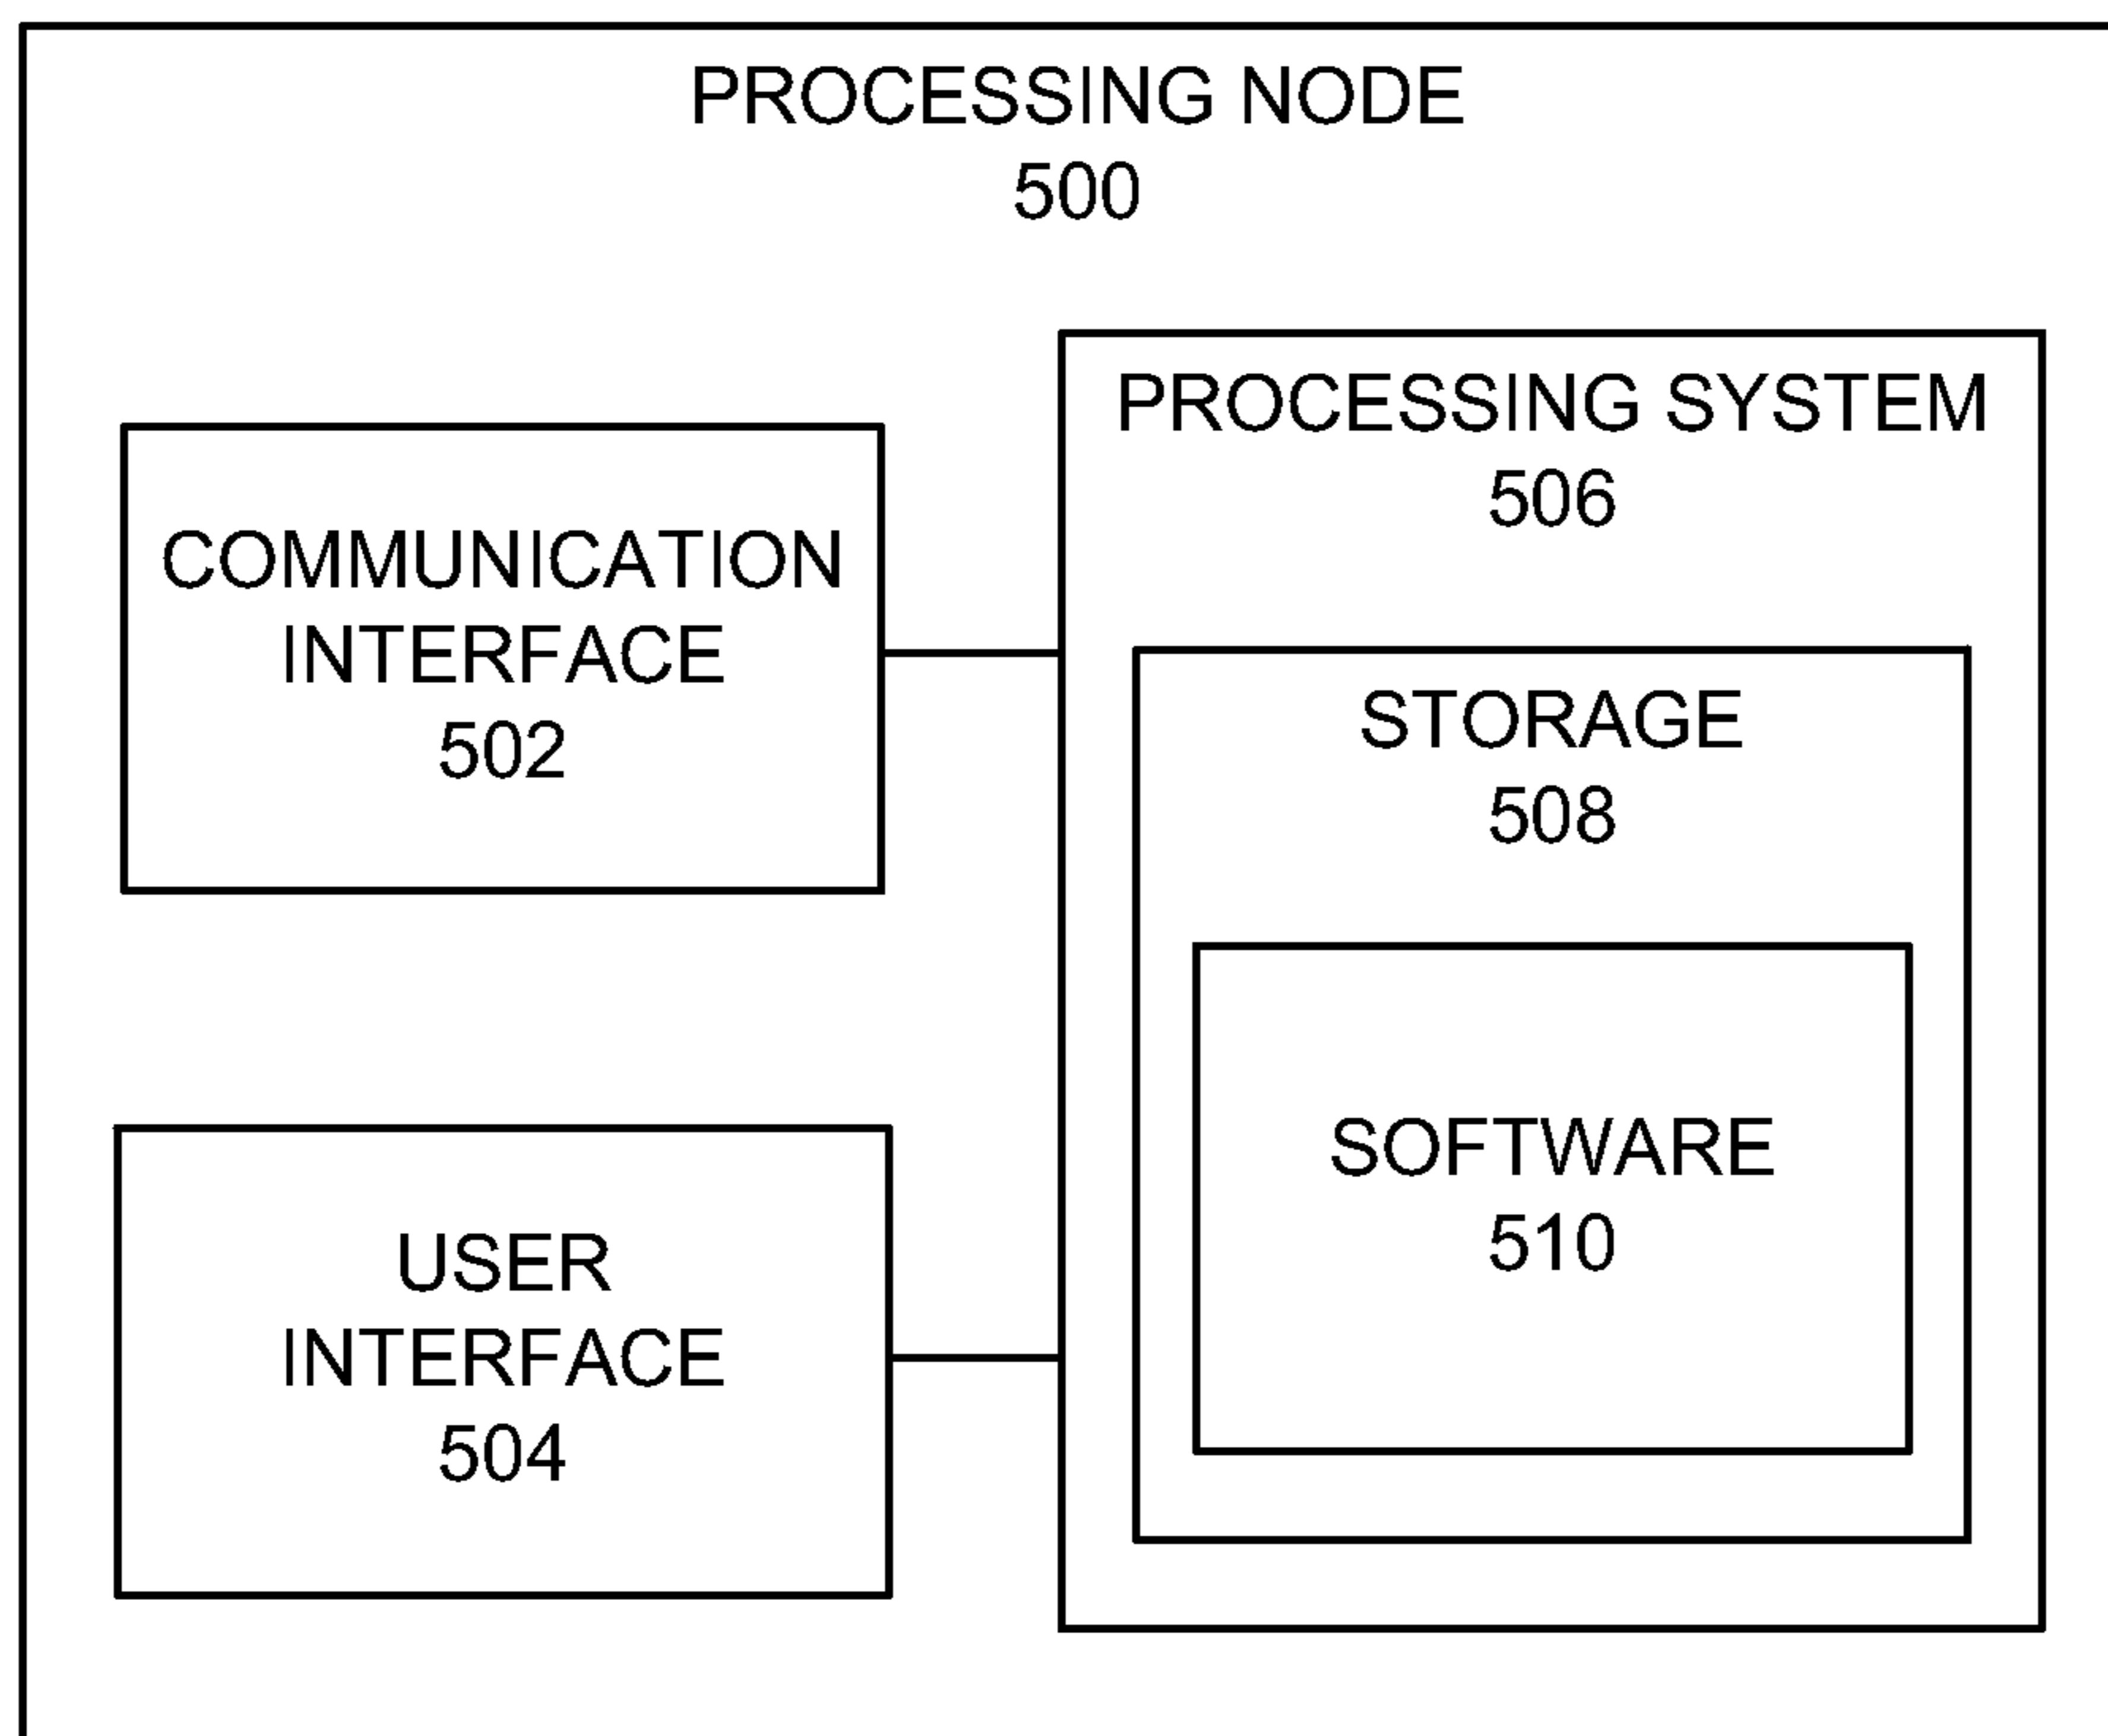 PROCESSING NODE
500
PROCESSING SYSTEM
506
COMMUNICATION
INTERFACE
502
STORAGE
508
SOFTWARE
510
USER
INTERFACE
504